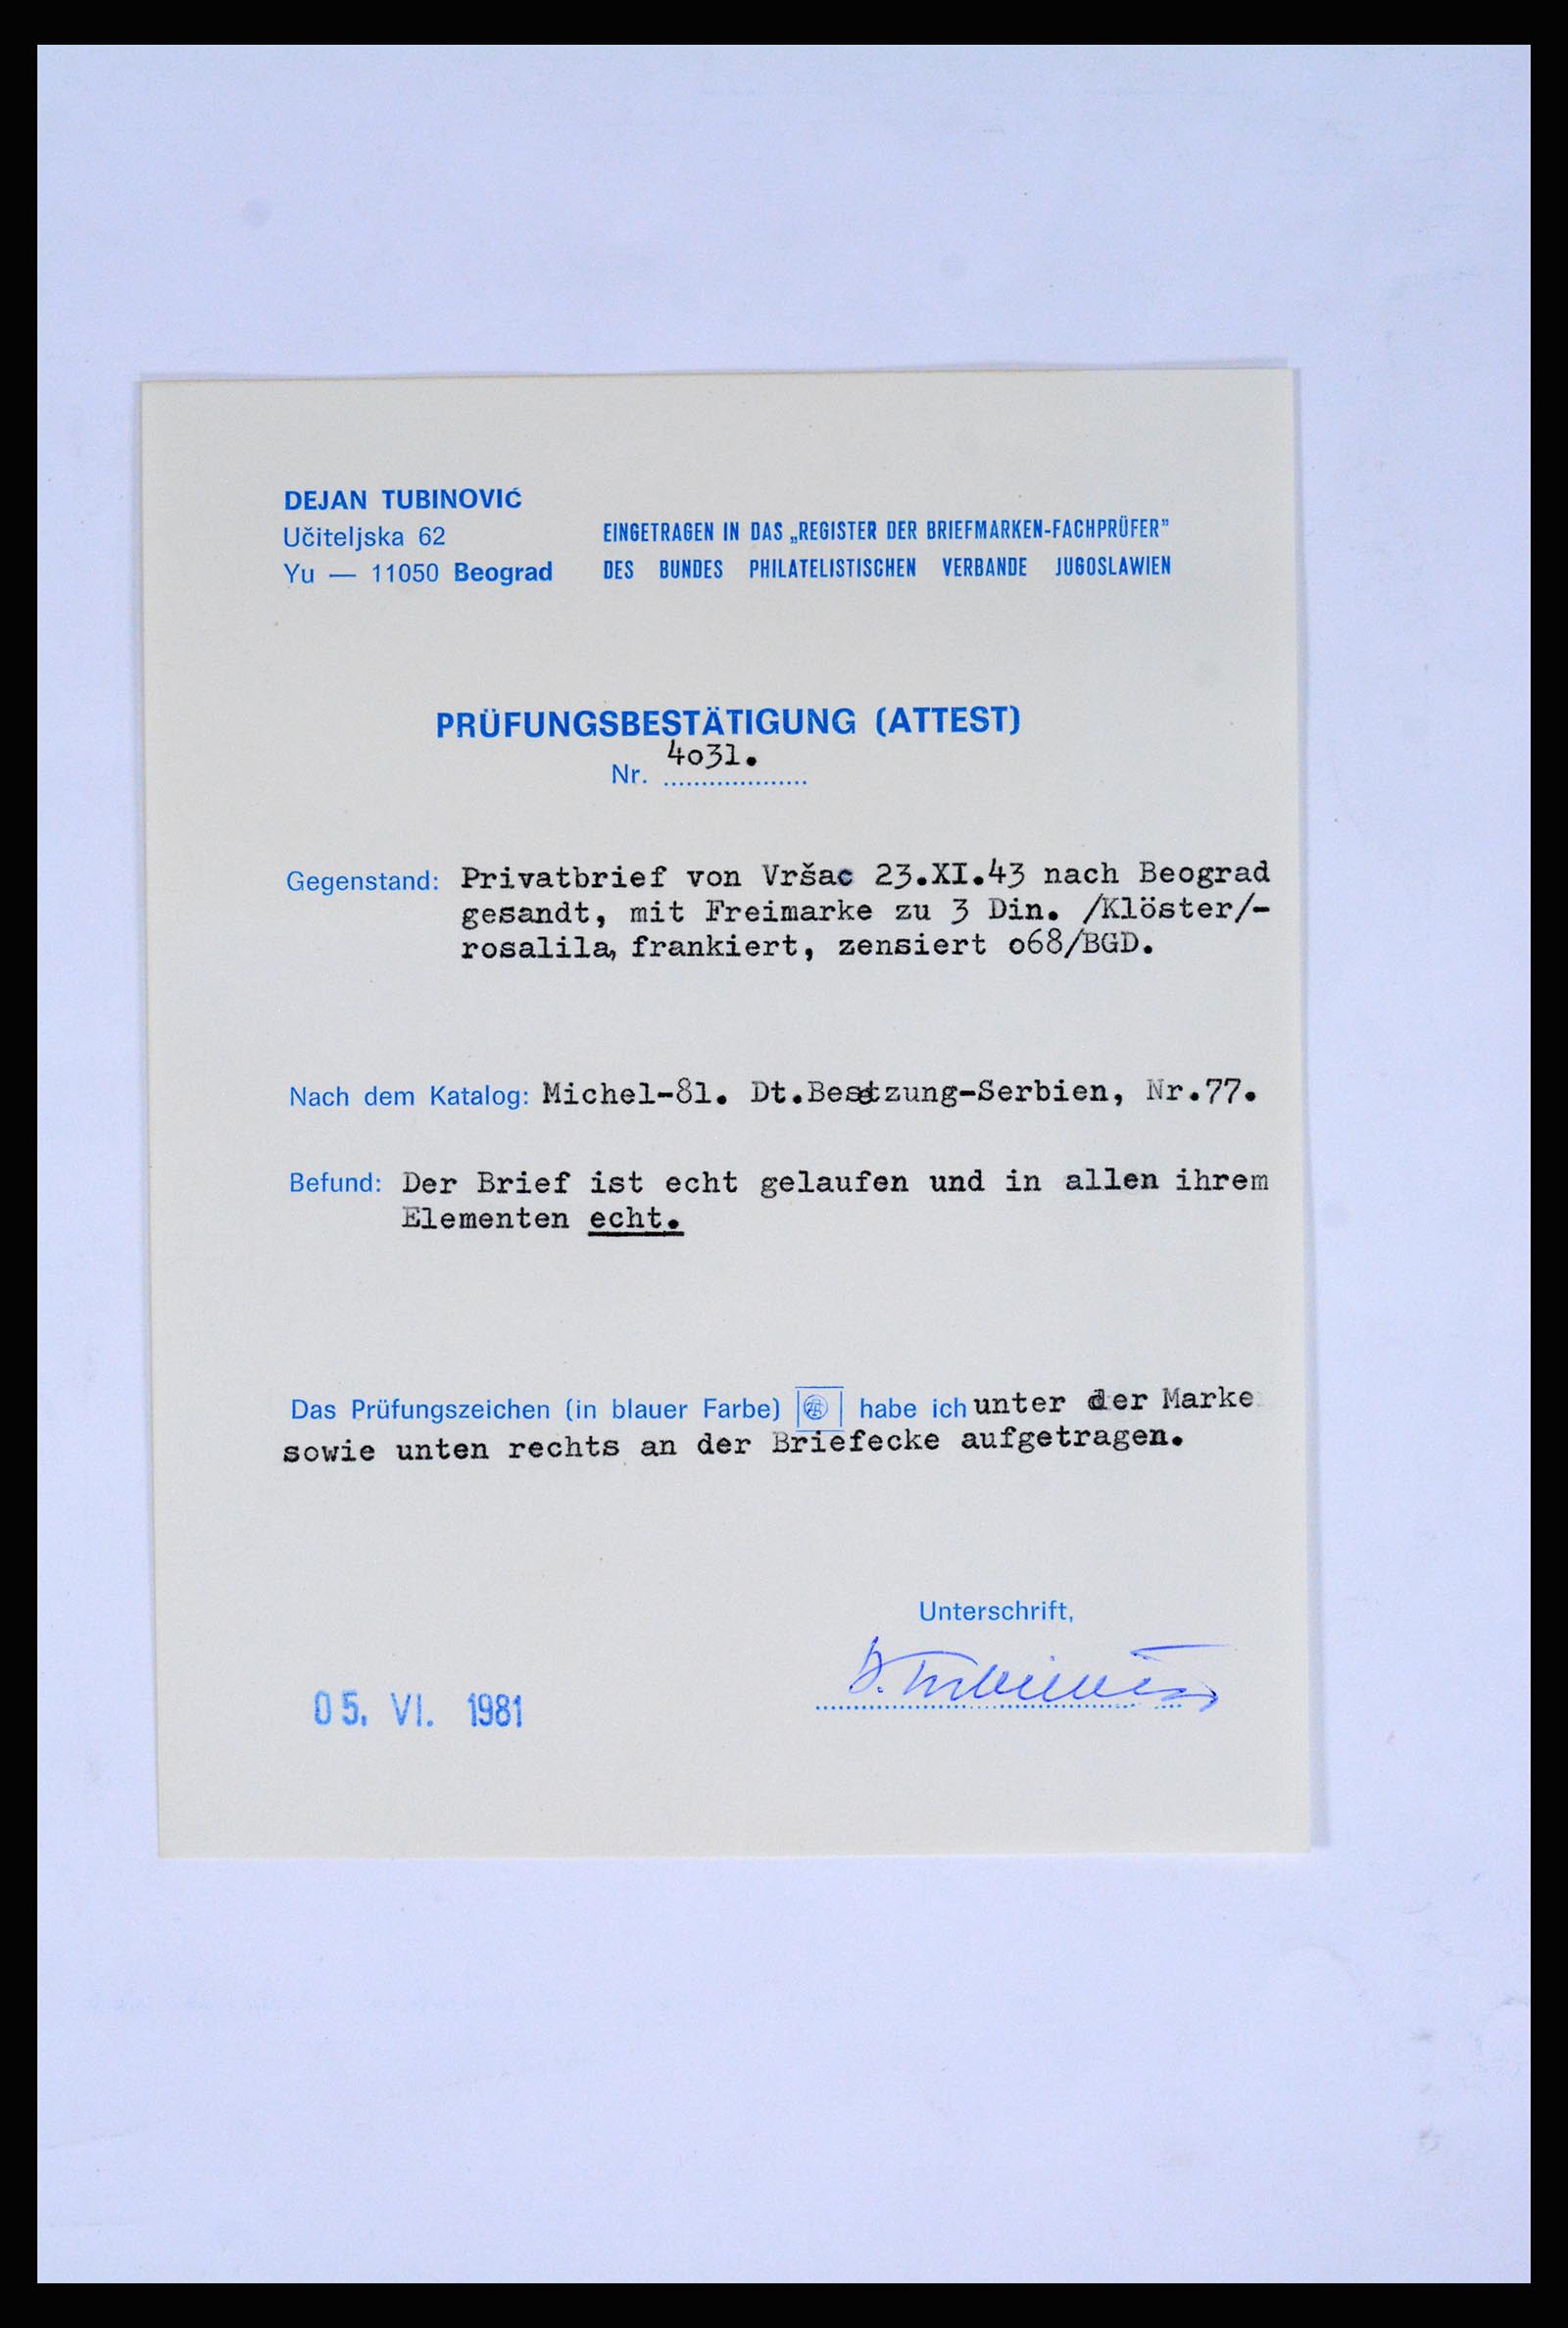 DEJAN TUBINOVIĆ
Učiteljska 62
Yu — 11050 Beograd
EINGETRAGEN IN DAS „REGISTER DER BRIEFMARKEN-FACHPRÜFER”
DES BUNDES PHILATELISTISCHEN VERBANDE JUGOSLAWIEN
PRÜFUNGSBESTÄTIGUNG (ATTEST)
Nr. 4o31.
Gegenstand: Privatbrief von Vršac 23.XI.43 nach Beograd
gesandt, mit Freimarke zu 3 Din. /Klöster/-
rosalila, frankiert, zensiert o68/BGD.
Nach dem Katalog: Michel-81. Dt.Besetzung-Serbien, Nr.77.
Befund: Der Brief ist echt gelaufen und in allen ihrem
Elementen echt.
Das Prüfungszeichen (in blauer Farbe) habe ich unter der Marke
sowie unten rechts an der Briefecke aufgetragen.
Unterschrift,
D. Tubinović
05. VI. 1981